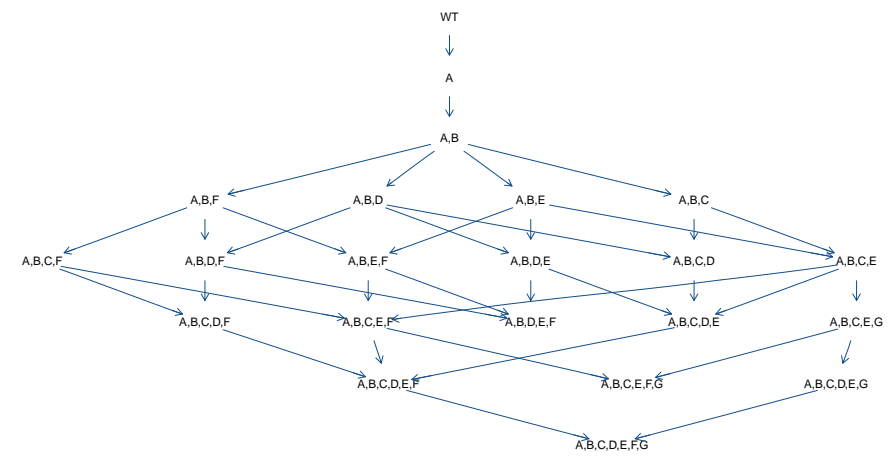 WT
A
A,B
A,B,F A,B,D A,B,E A,B,C
A,B,C,F A,B,D,F A,B,E,F A,B,D,E A,B,C,D A,B,C,E
A,B,C,D,F A,B,C,E,F A,B,D,E,F A,B,C,D,E A,B,C,E,G
A,B,C,D,E,F A,B,C,E,F,G A,B,C,D,E,G
A,B,C,D,E,F,G